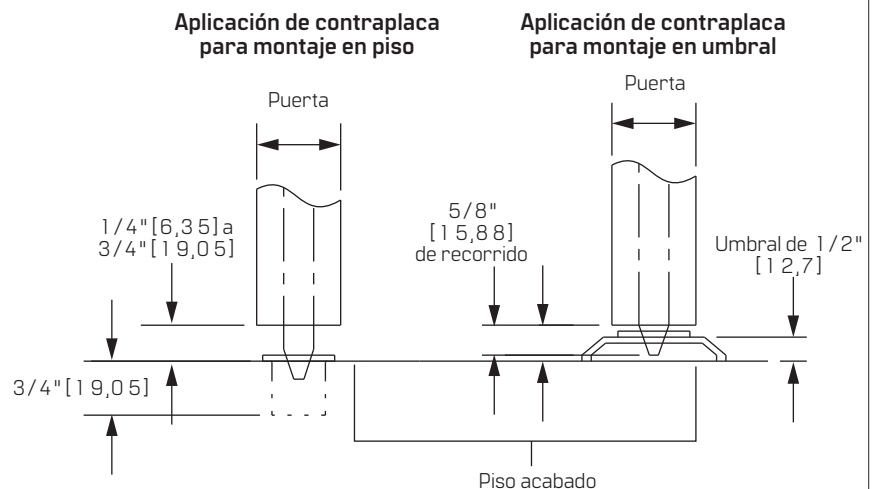 Aplicación de contraplaca
para montaje en piso
Aplicación de contraplaca
para montaje en umbral
Puerta
Puerta
1/4" [6,35] a
3/4" [19,05]
5/8"
[15,88]
de recorrido
Umbral de 1/2"
[12,7]
3/4" [19,05]
Piso acabado